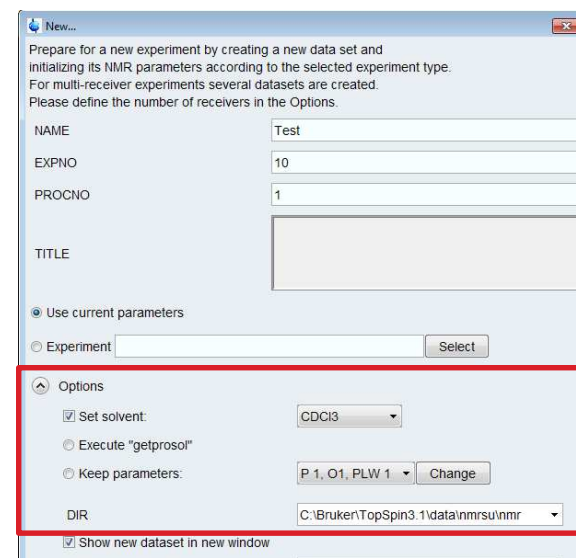 New...
Prepare for a new experiment by creating a new data set and
initializing its NMR parameters according to the selected experiment type.
For multi-receiver experiments several datasets are created.
Please define the number of receivers in the Options.
NAME Test
EXPNO 10
PROCNO 1
TITLE
Use current parameters
Experiment Select
Options
Set solvent: CDCl3
Execute "getprosol"
Keep parameters: P 1, O1, PLW 1 Change
DIR C:\Bruker\TopSpin3.1\data\nmrsu\nmr
Show new dataset in new window